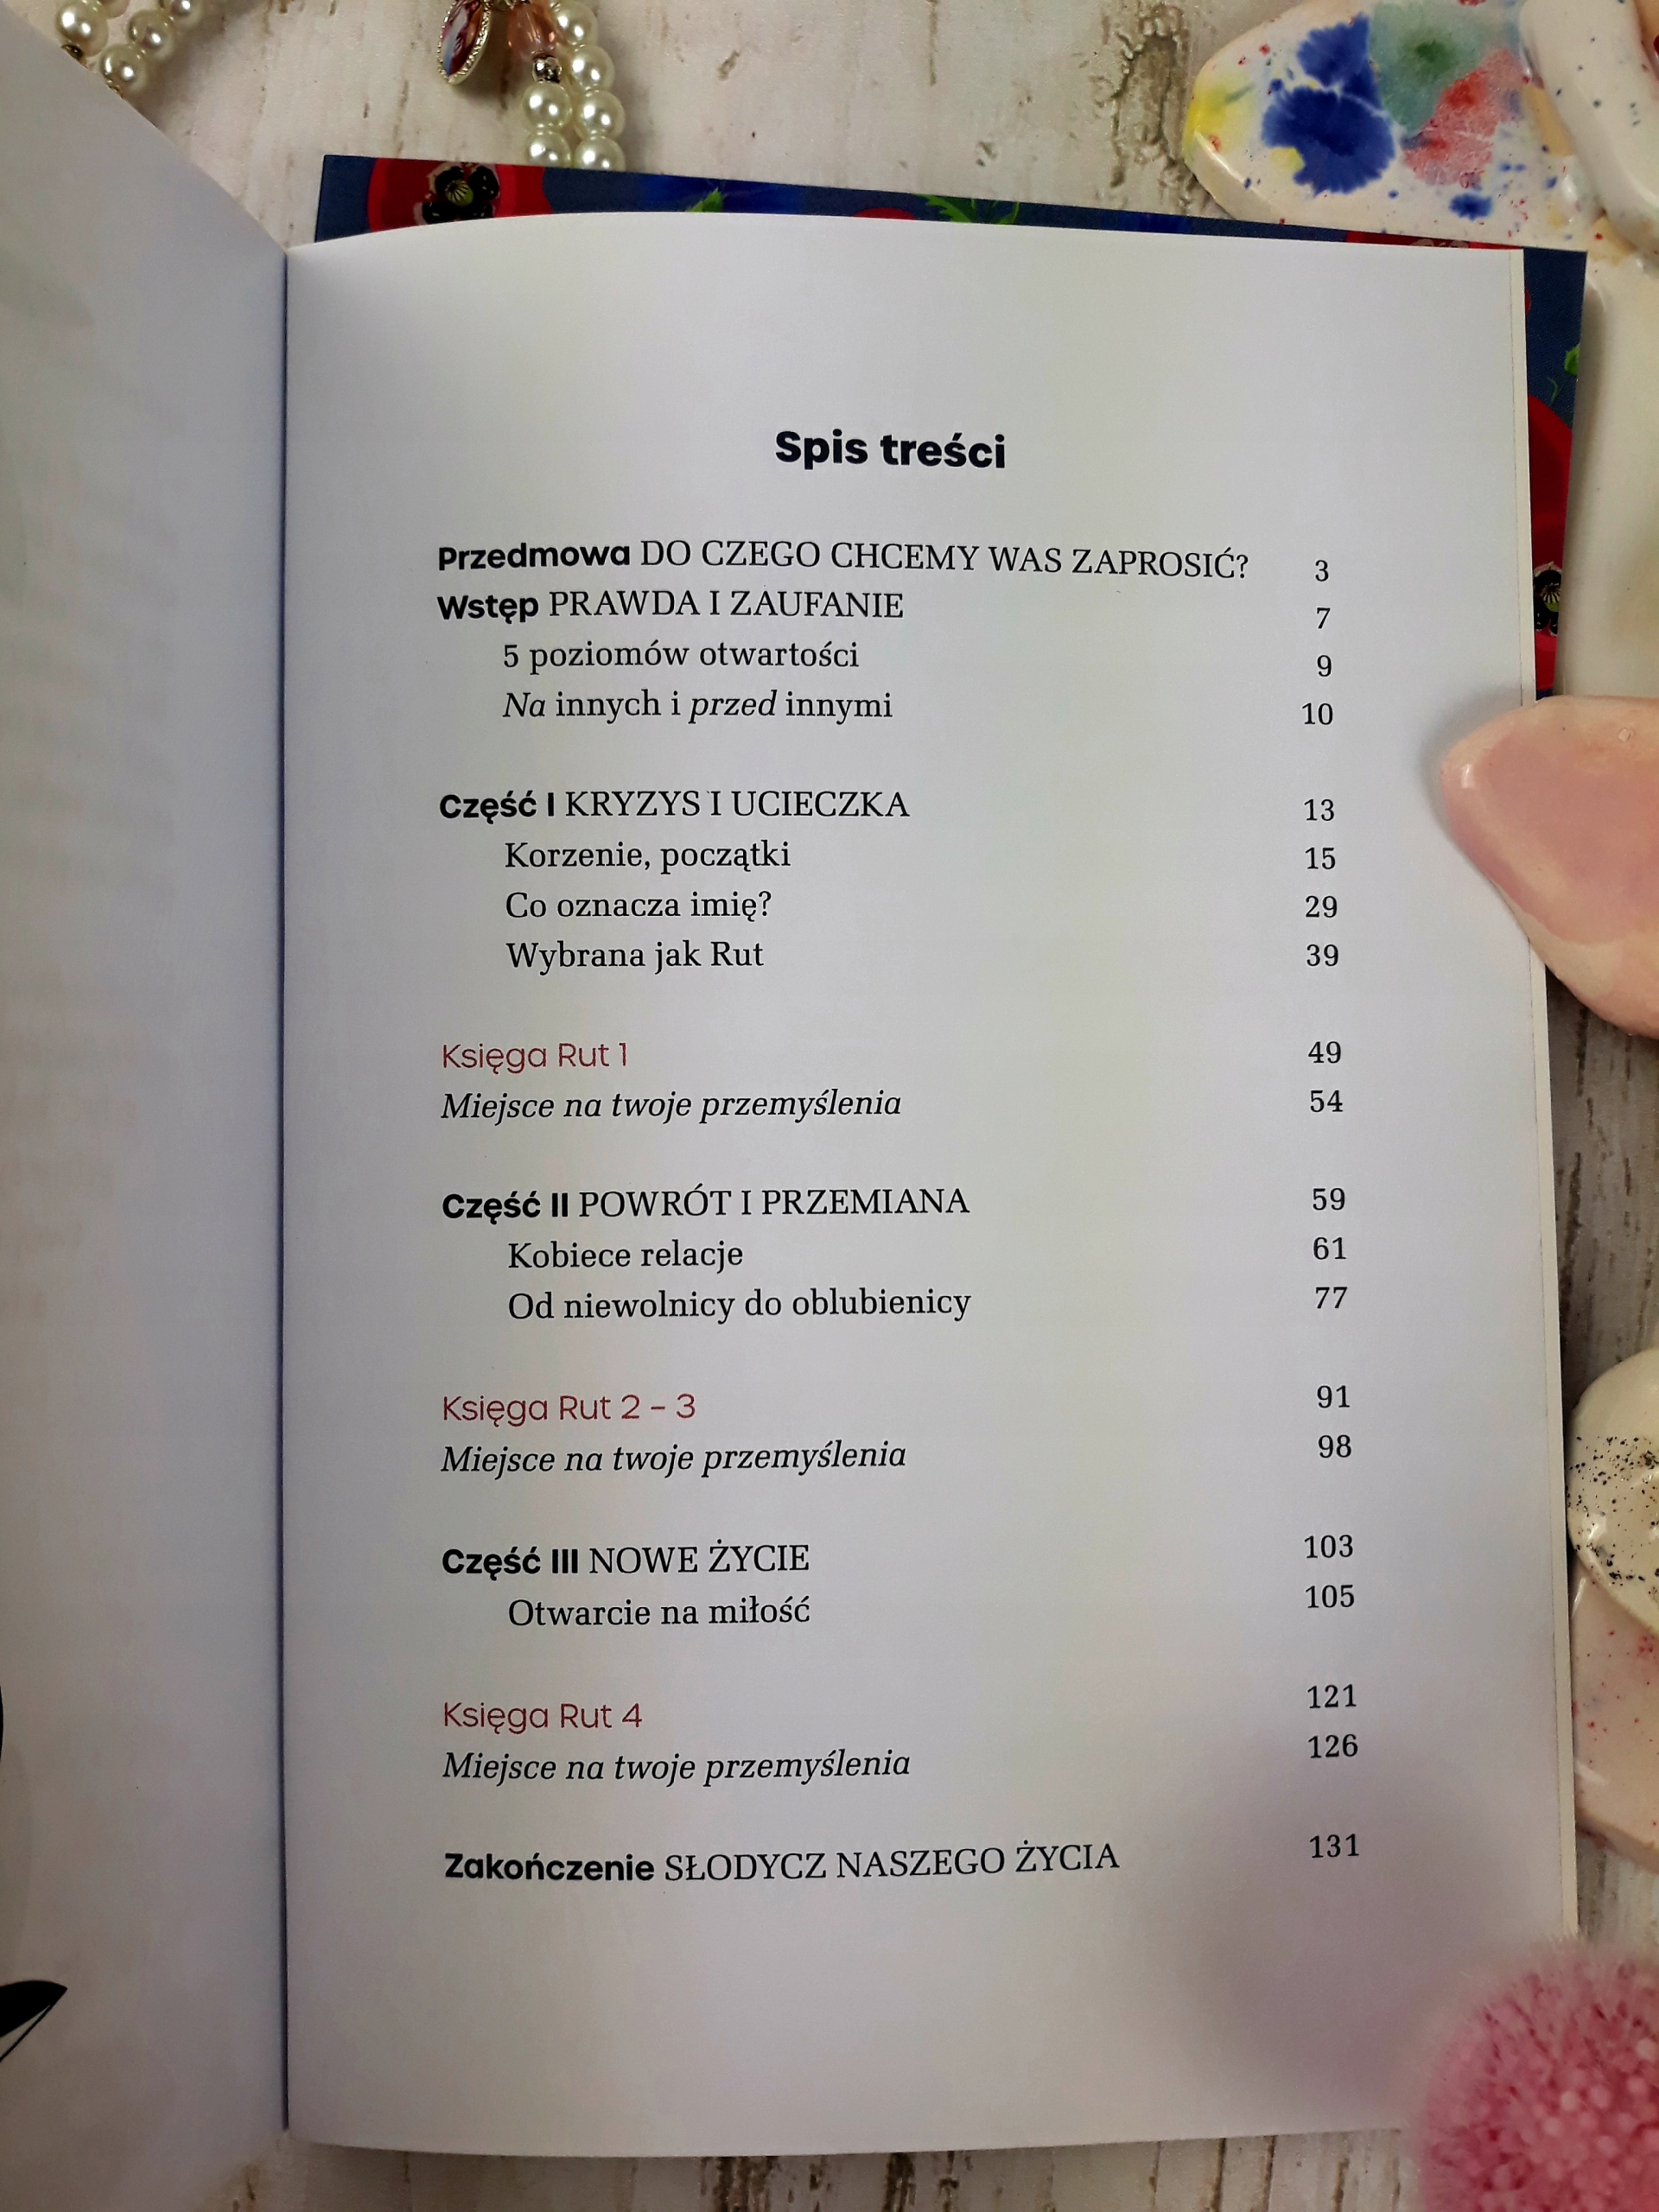 Spis treści
Przedmowa DO CZEGO CHCEMY WAS ZAPROSIĆ? 3
Wstęp PRAWDA I ZAUFANIE 7
5 poziomów otwartości 9
Na innych i przed innymi 10
Część I KRYZYS I UCIECZKA 13
Korzenie, początki 15
Co oznacza imię? 29
Wybrana jak Rut 39
Księga Rut 1 49
Miejsce na twoje przemyślenia 54
Część II POWRÓT I PRZEMIANA 59
Kobiece relacje 61
Od niewolnicy do oblubienicy 77
Księga Rut 2 – 3 91
Miejsce na twoje przemyślenia 98
Część III NOWE ŻYCIE 103
Otwarcie na miłość 105
Księga Rut 4 121
Miejsce na twoje przemyślenia 126
Zakończenie SŁODYCZ NASZEGO ŻYCIA 131